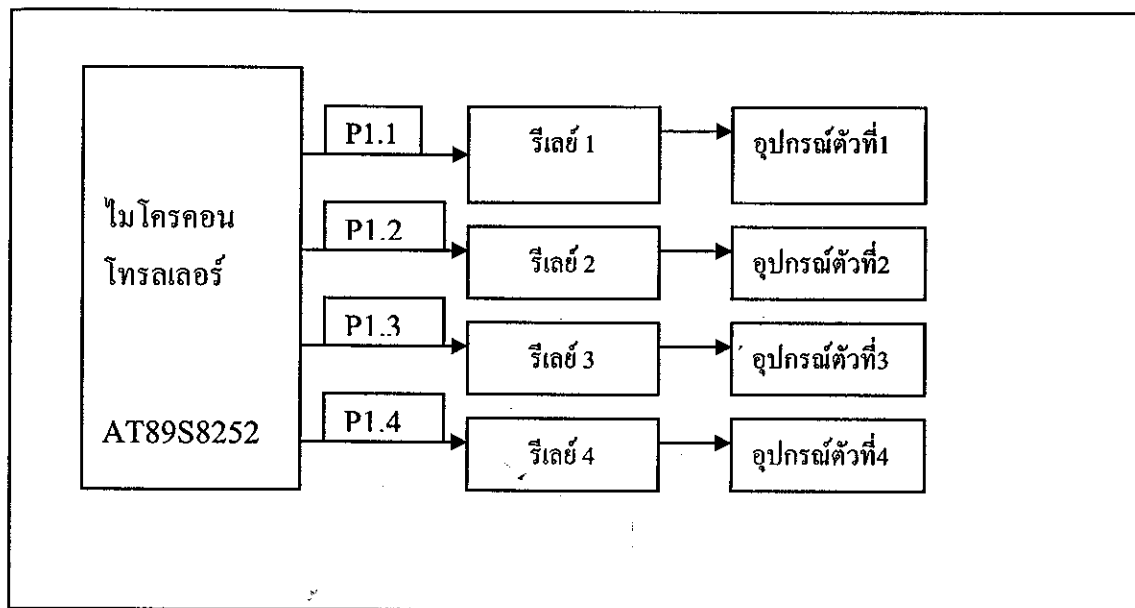 ไมโครคอน
โทรลเลอร์
AT89S8252
P1.1
รีเลย์ 1
อุปกรณ์ตัวที่1
P1.2
รีเลย์ 2
อุปกรณ์ตัวที่2
P1.3
รีเลย์ 3
อุปกรณ์ตัวที่3
P1.4
รีเลย์ 4
อุปกรณ์ตัวที่4